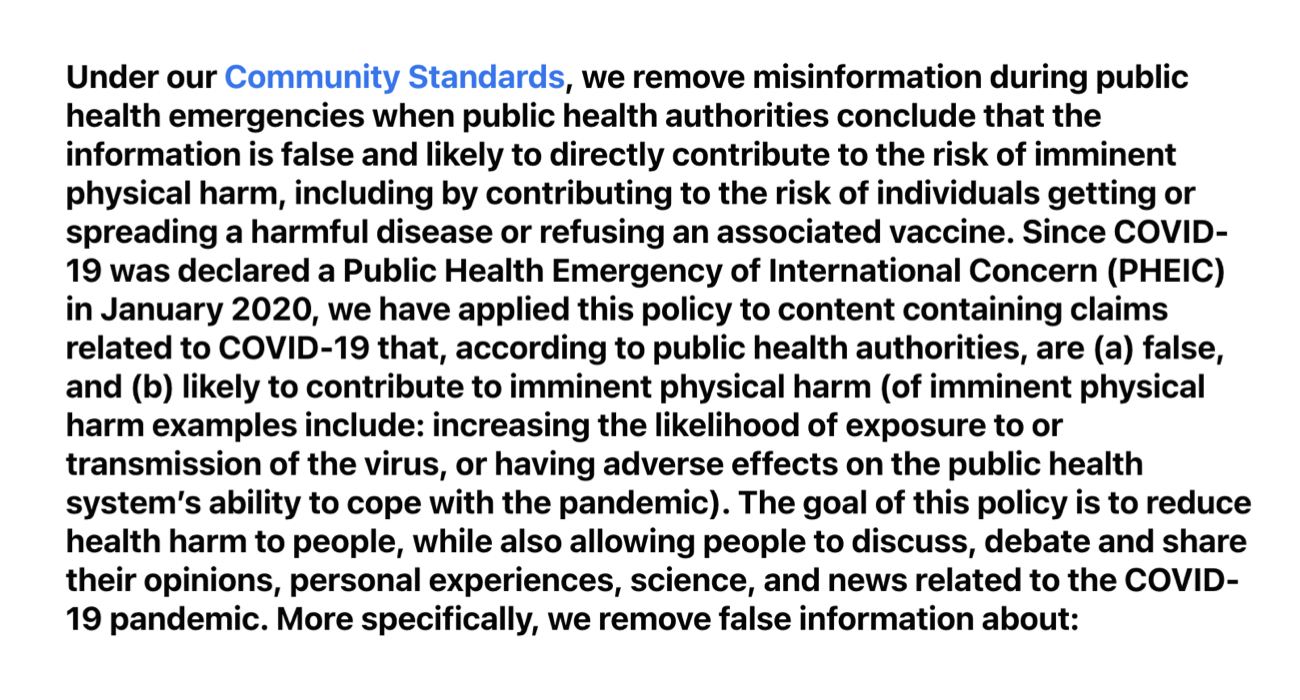 Under our Community Standards, we remove misinformation during public
health emergencies when public health authorities conclude that the
information is false and likely to directly contribute to the risk of imminent
physical harm, including by contributing to the risk of individuals getting or
spreading a harmful disease or refusing an associated vaccine. Since COVID-
19 was declared a Public Health Emergency of International Concern (PHEIC)
in January 2020, we have applied this policy to content containing claims
related to COVID-19 that, according to public health authorities, are (a) false,
and (b) likely to contribute to imminent physical harm (of imminent physical
harm examples include: increasing the likelihood of exposure to or
transmission of the virus, or having adverse effects on the public health
system’s ability to cope with the pandemic). The goal of this policy is to reduce
health harm to people, while also allowing people to discuss, debate and share
their opinions, personal experiences, science, and news related to the COVID-
19 pandemic. More specifically, we remove false information about: